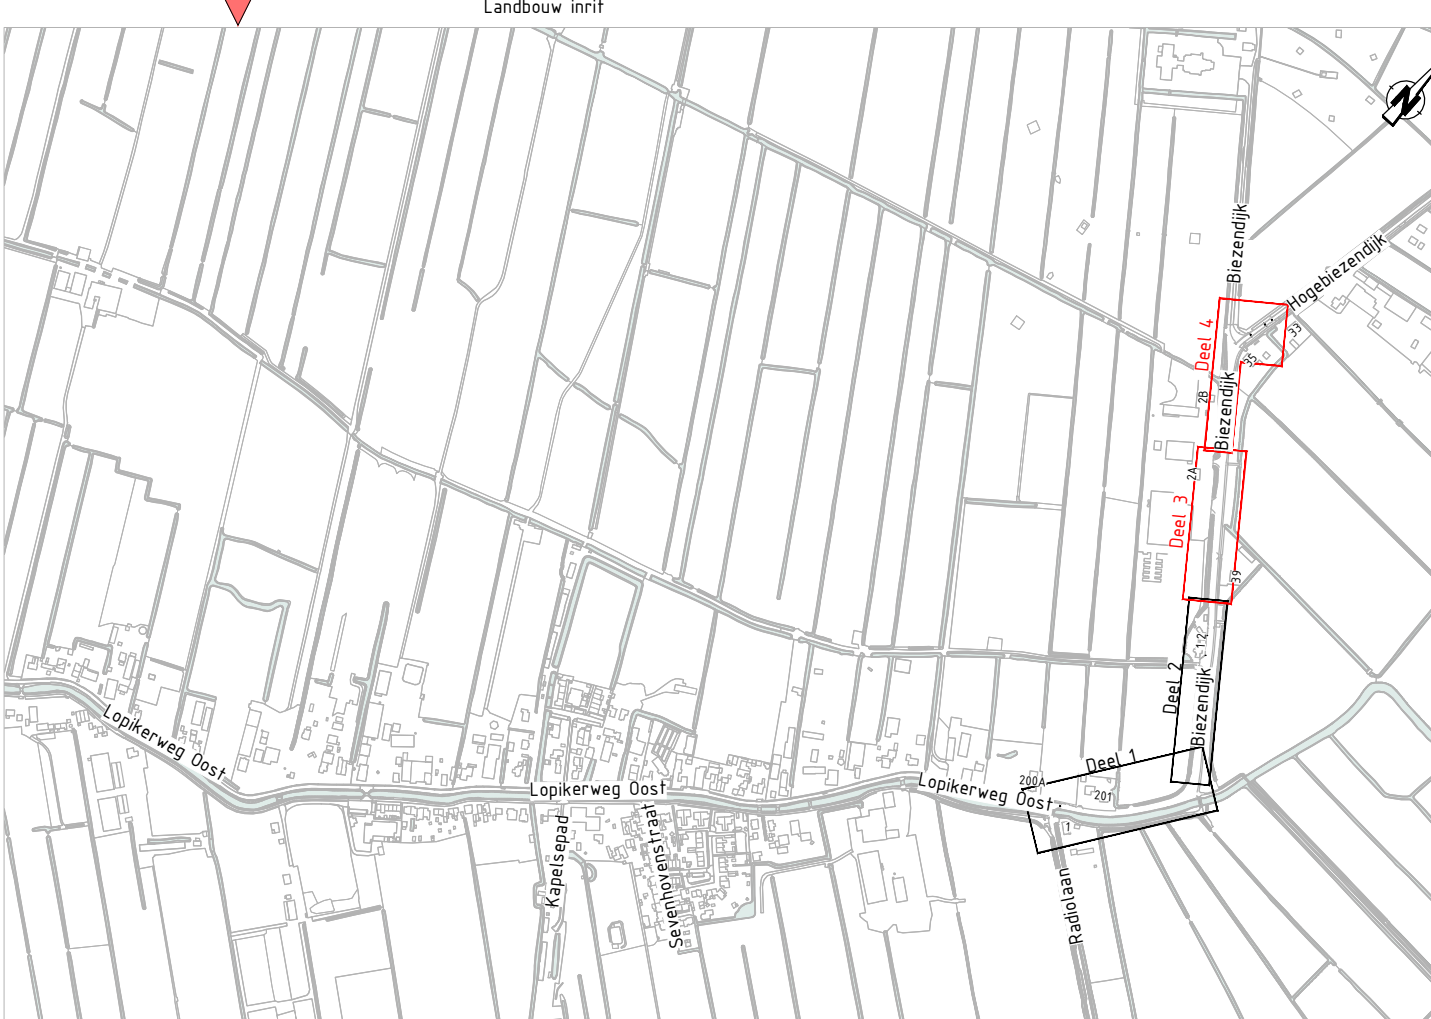 Landbouw inrit
N
Biezendijk
Hogebiezendijk
Deel 4
33
35
2B
Biezendijk
2A
Deel 3
39
12
Deel 2
Biezendijk
Lopikerweg Oost
Deel 1
200A
Lopikerweg Oost
Lopikerweg Oost
201
1
Kapelsepad
Sevenhovenstraat
Radiolaan